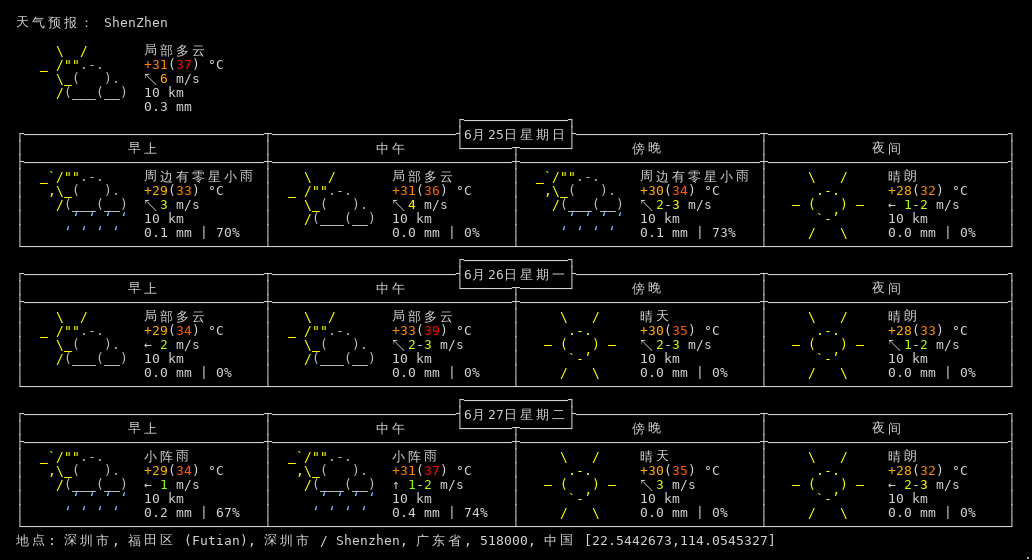 天气预报: ShenZhen
局部多云
+31(37) °C
↖6 m/s
10 km
0.3 mm
6月25日星期日
早上 中午 傍晚 夜间
周边有零星小雨 局部多云 周边有零星小雨 晴朗
+29(33) °C +31(36) °C +30(34) °C +28(32) °C
↖3 m/s ↖4 m/s ↖2-3 m/s ← 1-2 m/s
10 km 10 km 10 km 10 km
0.1 mm | 70% 0.0 mm | 0% 0.1 mm | 73% 0.0 mm | 0%
6月26日星期一
早上 中午 傍晚 夜间
局部多云 局部多云 晴天 晴朗
+29(34) °C +33(39) °C +30(35) °C +28(33) °C
← 2 m/s ↖2-3 m/s ↖2-3 m/s ↖1-2 m/s
10 km 10 km 10 km 10 km
0.0 mm | 0% 0.0 mm | 0% 0.0 mm | 0% 0.0 mm | 0%
6月27日星期二
早上 中午 傍晚 夜间
小阵雨 小阵雨 晴天 晴朗
+29(34) °C +31(37) °C +30(35) °C +28(32) °C
← 1 m/s ↑ 1-2 m/s ↖3 m/s ← 2-3 m/s
10 km 10 km 10 km 10 km
0.2 mm | 67% 0.4 mm | 74% 0.0 mm | 0% 0.0 mm | 0%
地点: 深圳市, 福田区 (Futian), 深圳市 / Shenzhen, 广东省, 518000, 中国 [22.5442673,114.0545327]